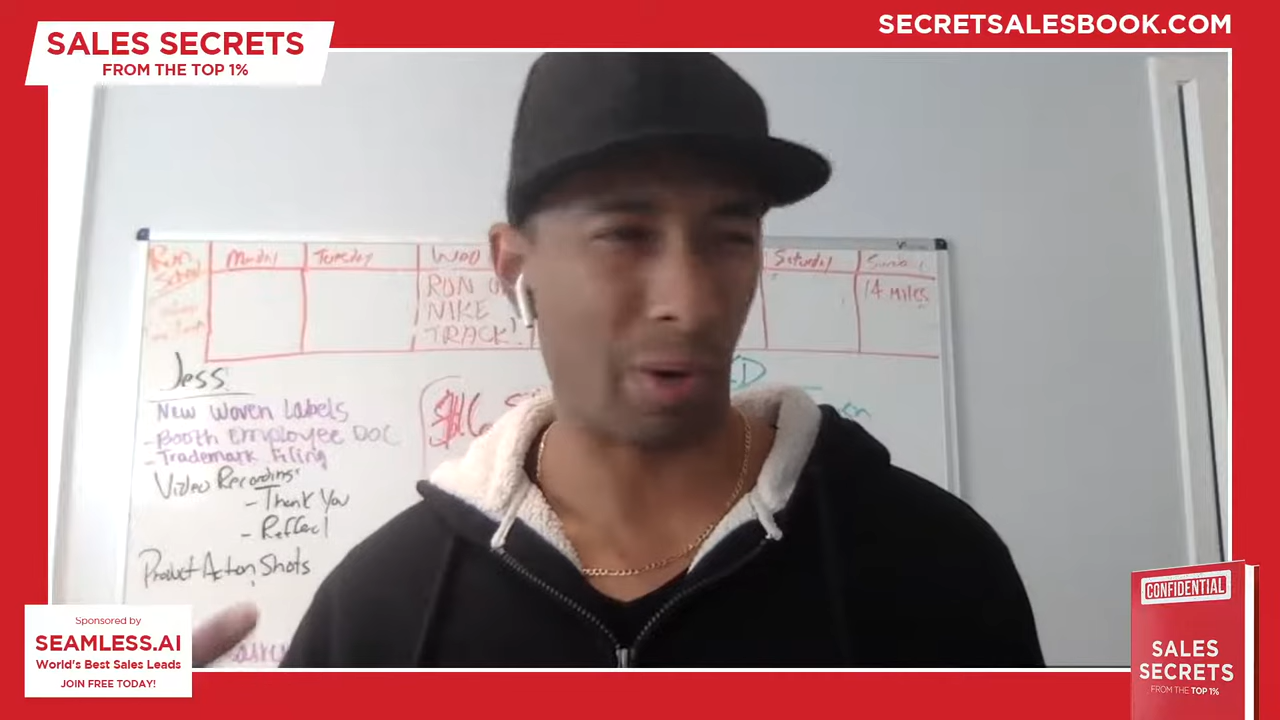 SALES SECRETS
FROM THE TOP 1%
SECRETSALESBOOK.COM
Run Monday Tuesday Saturday
RUN
NIKE
TRACK!
14 MILES
Jess
New Woven Labels
-Booth Employee DOC
-Trademark Filing
Video Recordings
- Thank You
- Reflect
Product Action Shots
Sponsored by
SEAMLESS.AI
World's Best Sales Leads
JOIN FREE TODAY!
CONFIDENTIAL
SALES
SECRETS
FROM THE TOP 1%